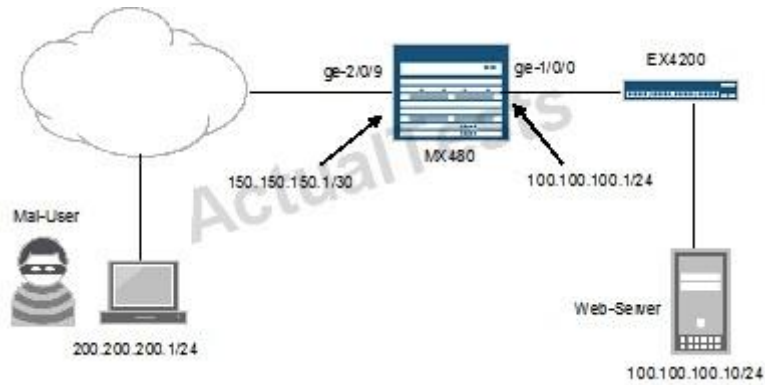 ge-2/0/9
ge-1/0/0
EX4200
MX480
150.150.150.1/30
100.100.100.1/24
ActualTests
Mal-User
200.200.200.1/24
Web-Server
100.100.100.10/24